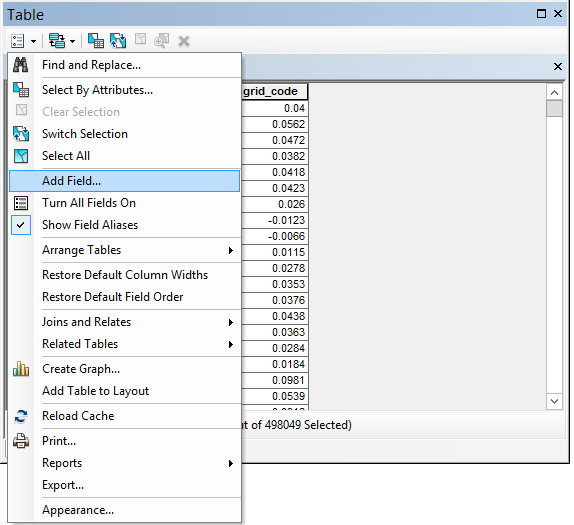 Table
Find and Replace...
Select By Attributes...
Clear Selection
Switch Selection
Select All
Add Field...
Turn All Fields On
Show Field Aliases
Arrange Tables
Restore Default Column Widths
Restore Default Field Order
Joins and Relates
Related Tables
Create Graph...
Add Table to Layout
Reload Cache
Print...
Reports
Export...
Appearance...
grid_code
0.04
0.0562
0.0472
0.0382
0.0418
0.0423
0.026
-0.0123
-0.0066
0.0115
0.0278
0.0353
0.0376
0.0438
0.0363
0.0284
0.0184
0.0981
0.0539
of 498049 Selected)